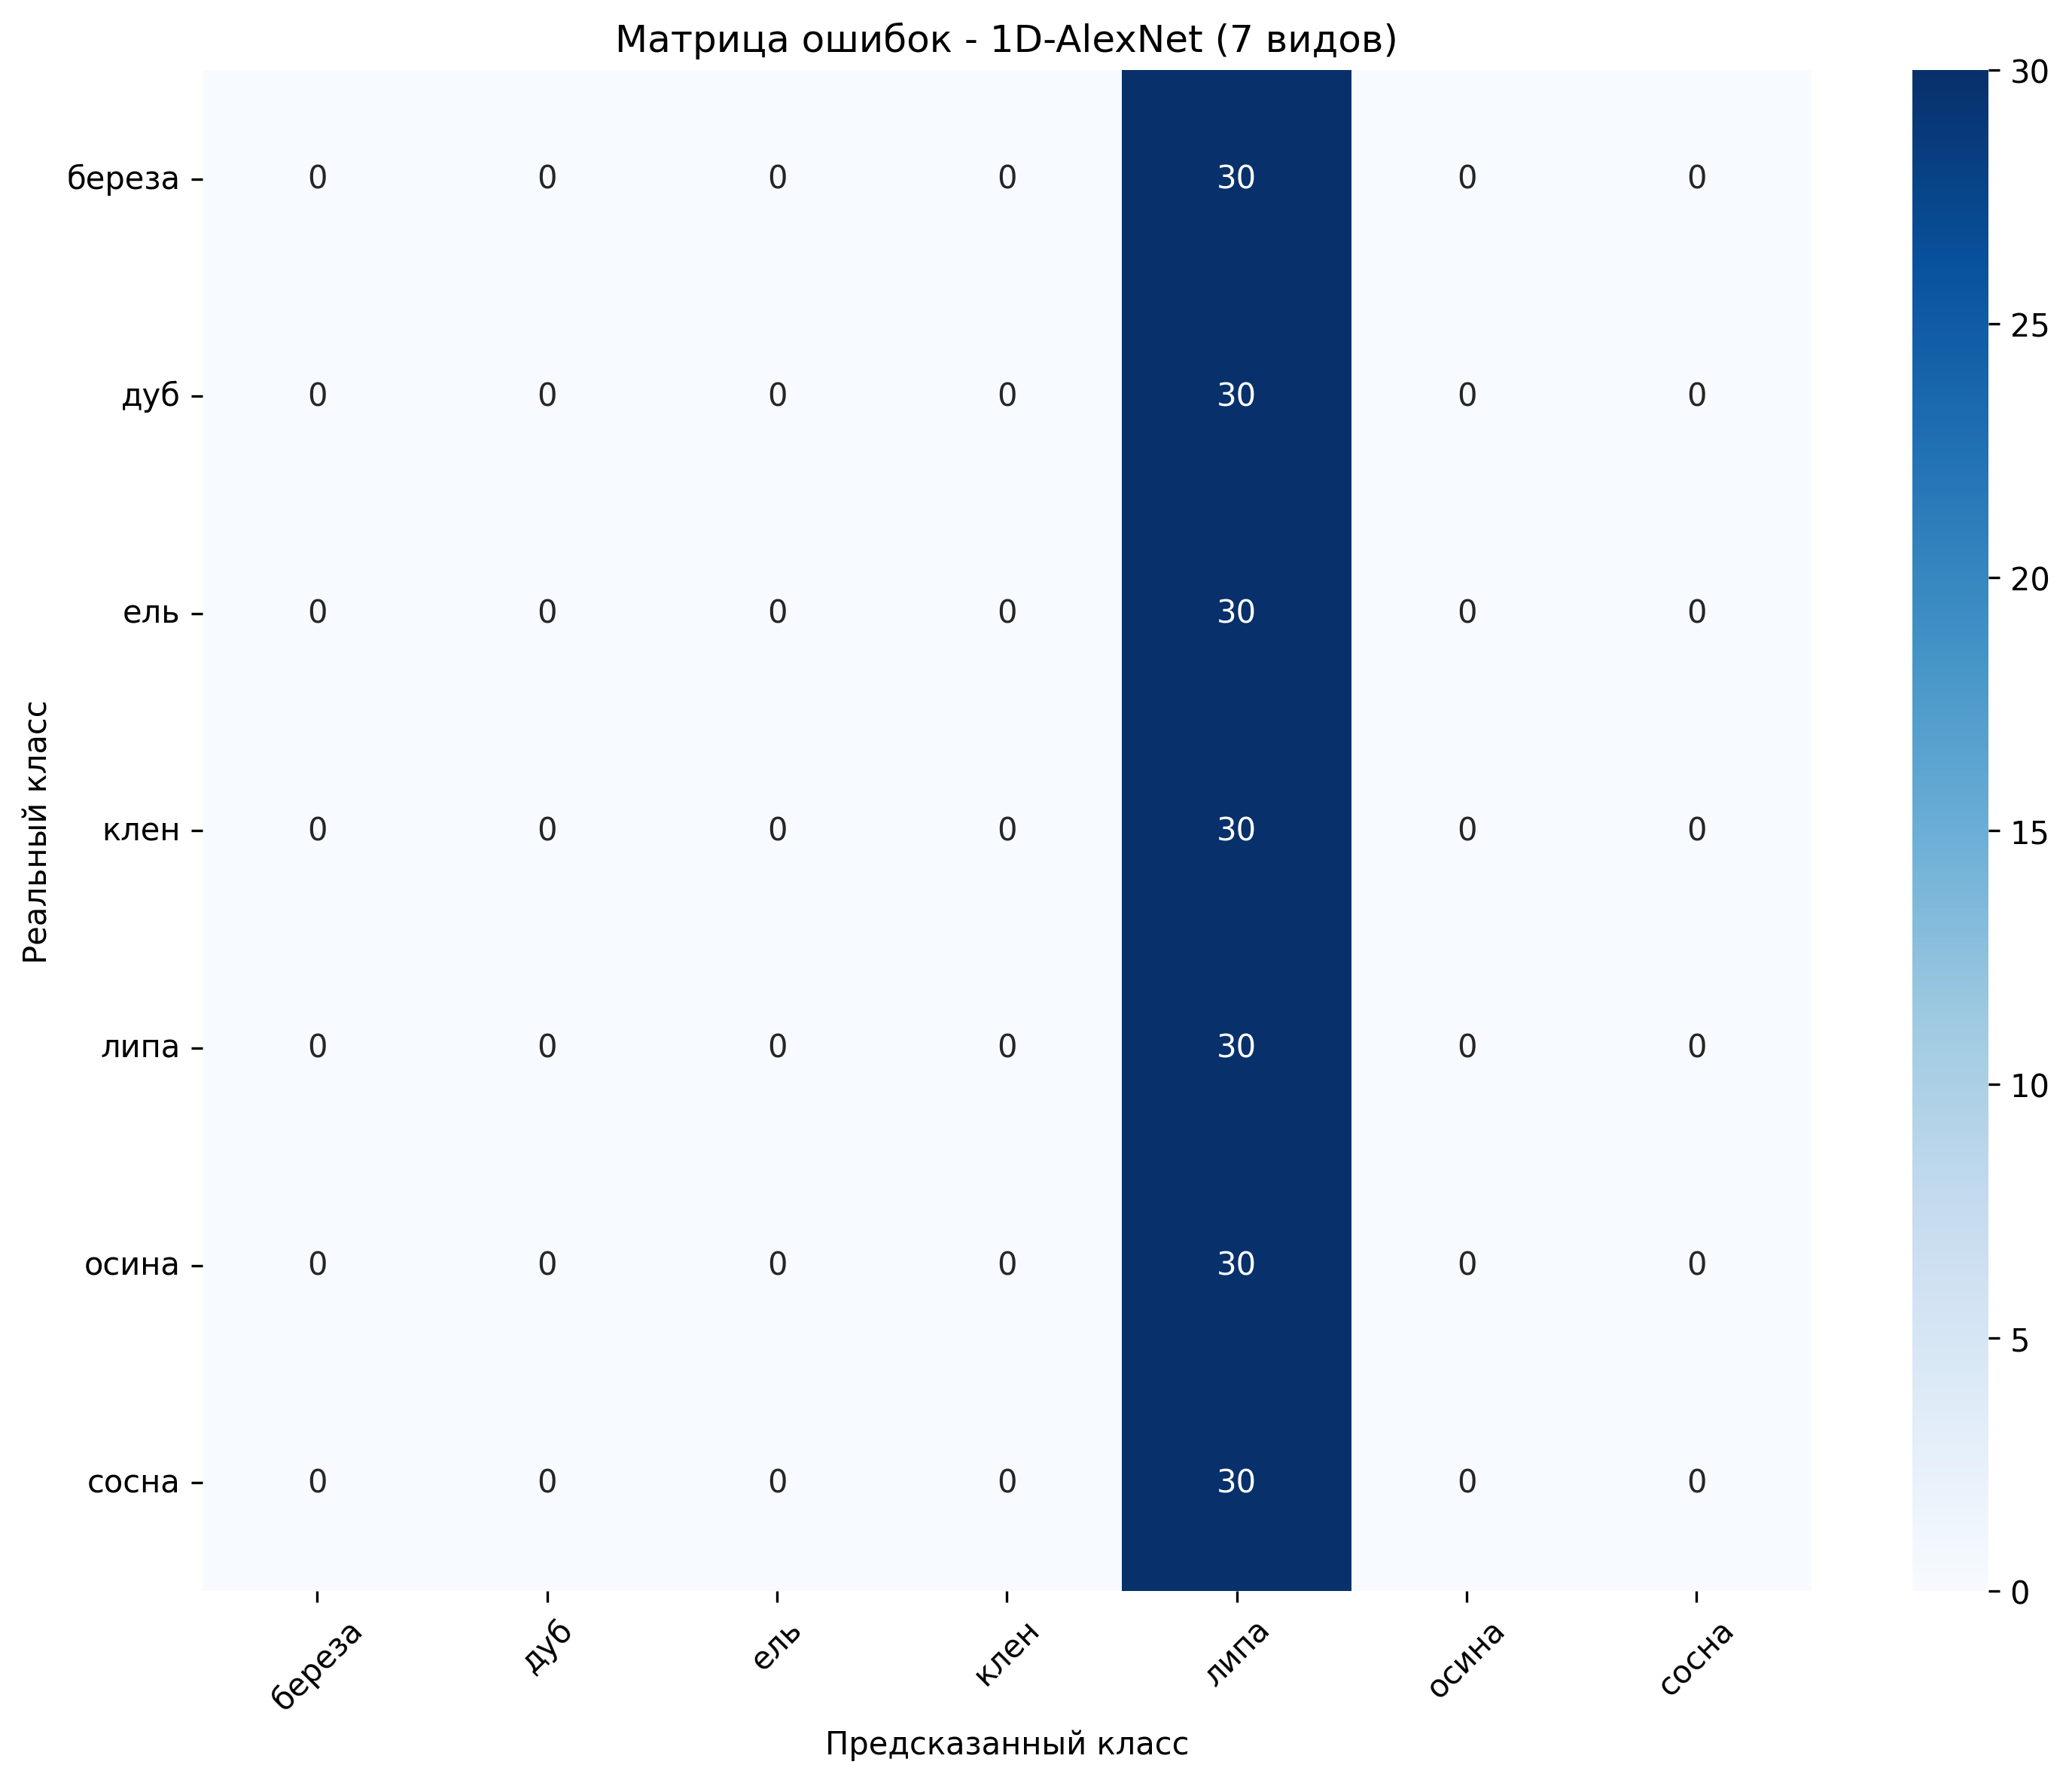 Матрица ошибок - 1D-AlexNet (7 видов)
Реальный класс
береза 0 0 0 0 30 0 0
дуб 0 0 0 0 30 0 0
ель 0 0 0 0 30 0 0
клен 0 0 0 0 30 0 0
липа 0 0 0 0 30 0 0
осина 0 0 0 0 30 0 0
сосна 0 0 0 0 30 0 0
береза дуб ель клен липа осина сосна
Предсказанный класс
30
25
20
15
10
5
0